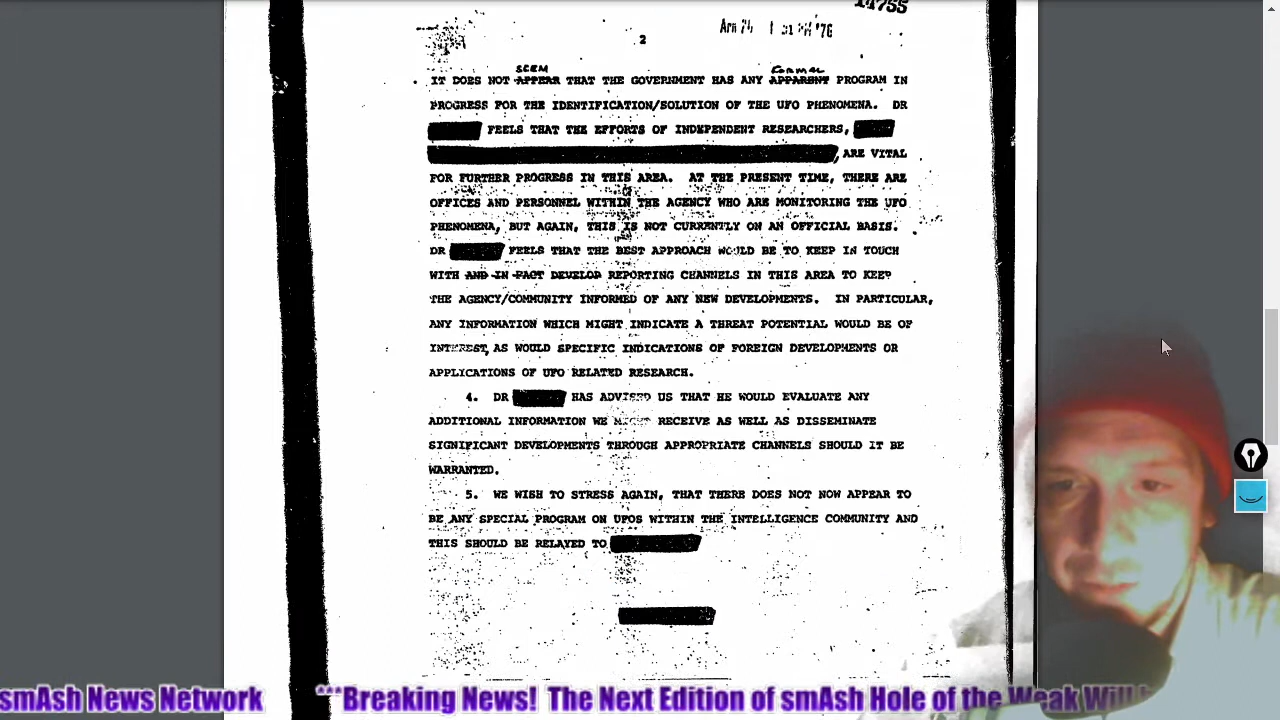 14755
2
'76
SEEM FORMAL
IT DOES NOT APPEAR THAT THE GOVERNMENT HAS ANY APPARENT PROGRAM IN
PROGRESS FOR THE IDENTIFICATION/SOLUTION OF THE UFO PHENOMENA. DR
FEELS THAT THE EFFORTS OF INDEPENDENT RESEARCHERS,
, ARE VITAL
FOR FURTHER PROGRESS IN THIS AREA. AT THE PRESENT TIME, THERE ARE
OFFICES AND PERSONNEL WITHIN THE AGENCY WHO ARE MONITORING THE UFO
PHENOMENA, BUT AGAIN, THIS IS NOT CURRENTLY ON AN OFFICIAL BASIS.
DR FEELS THAT THE BEST APPROACH WOULD BE TO KEEP IN TOUCH
WITH AND IN FACT DEVELOP REPORTING CHANNELS IN THIS AREA TO KEEP
THE AGENCY/COMMUNITY INFORMED OF ANY NEW DEVELOPMENTS. IN PARTICULAR,
ANY INFORMATION WHICH MIGHT INDICATE A THREAT POTENTIAL WOULD BE OF
INTEREST, AS WOULD SPECIFIC INDICATIONS OF FOREIGN DEVELOPMENTS OR
APPLICATIONS OF UFO RELATED RESEARCH.
4. DR HAS ADVISED US THAT HE WOULD EVALUATE ANY
ADDITIONAL INFORMATION WE MIGHT RECEIVE AS WELL AS DISSEMINATE
SIGNIFICANT DEVELOPMENTS THROUGH APPROPRIATE CHANNELS SHOULD IT BE
WARRANTED.
5. WE WISH TO STRESS AGAIN, THAT THERE DOES NOT NOW APPEAR TO
BE ANY SPECIAL PROGRAM ON UFOS WITHIN THE INTELLIGENCE COMMUNITY AND
THIS SHOULD BE RELAYED TO
smAsh News Network ***Breaking News! The Next Edition of smAsh Hole of the Weak Will